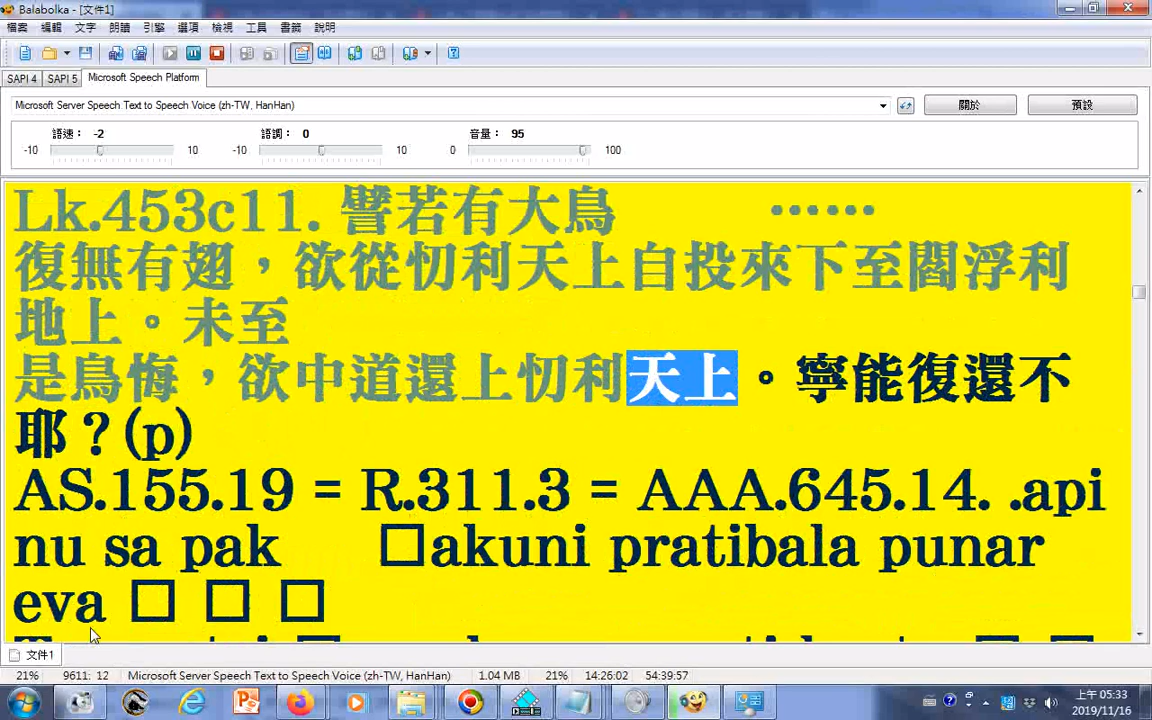 Balabolka - [文件1]
檔案 編輯 文字 朗讀 引擎 選項 檢視 工具 書籤 說明
SAPI 4 SAPI 5 Microsoft Speech Platform
Microsoft Server Speech Text to Speech Voice (zh-TW, HanHan) 關於 預設
語速： -2 語調： 0 音量： 95
-10 10 -10 10 0 100
Lk.453c11. 譬若有大鳥 ……
復無有翅，欲從忉利天上自投來下至閻浮利
地上。未至
是鳥悔，欲中道還上忉利天上。寧能復還不
耶？(p)
AS.155.19 = R.311.3 = AAA.645.14. .api
nu sa pak □akuni pratibala punar
eva □ □ □
文件1
21% 9611: 12 Microsoft Server Speech Text to Speech Voice (zh-TW, HanHan) 1.04 MB 21% 14:26:02 54:39:57
上午 05:33
2019/11/16